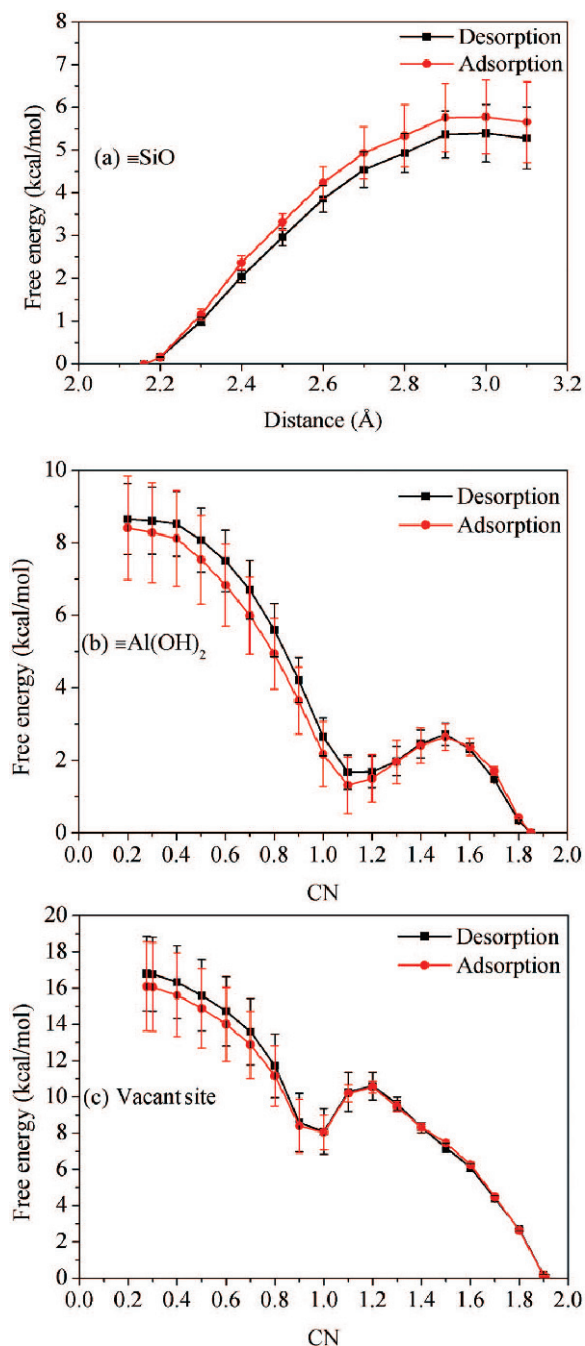 8
7
6
5
4
3
2
1
0
Free energy (kcal/mol)
Desorption
Adsorption
(a) ≡SiO
2.0 2.2 2.4 2.6 2.8 3.0 3.2
Distance (Å)
10
8
6
4
2
0
Free energy (kcal/mol)
Desorption
Adsorption
(b) ≡Al(OH)₂
0.0 0.2 0.4 0.6 0.8 1.0 1.2 1.4 1.6 1.8 2.0
CN
20
18
16
14
12
10
8
6
4
2
0
Free energy (kcal/mol)
Desorption
Adsorption
(c) Vacant site
0.0 0.2 0.4 0.6 0.8 1.0 1.2 1.4 1.6 1.8 2.0
CN